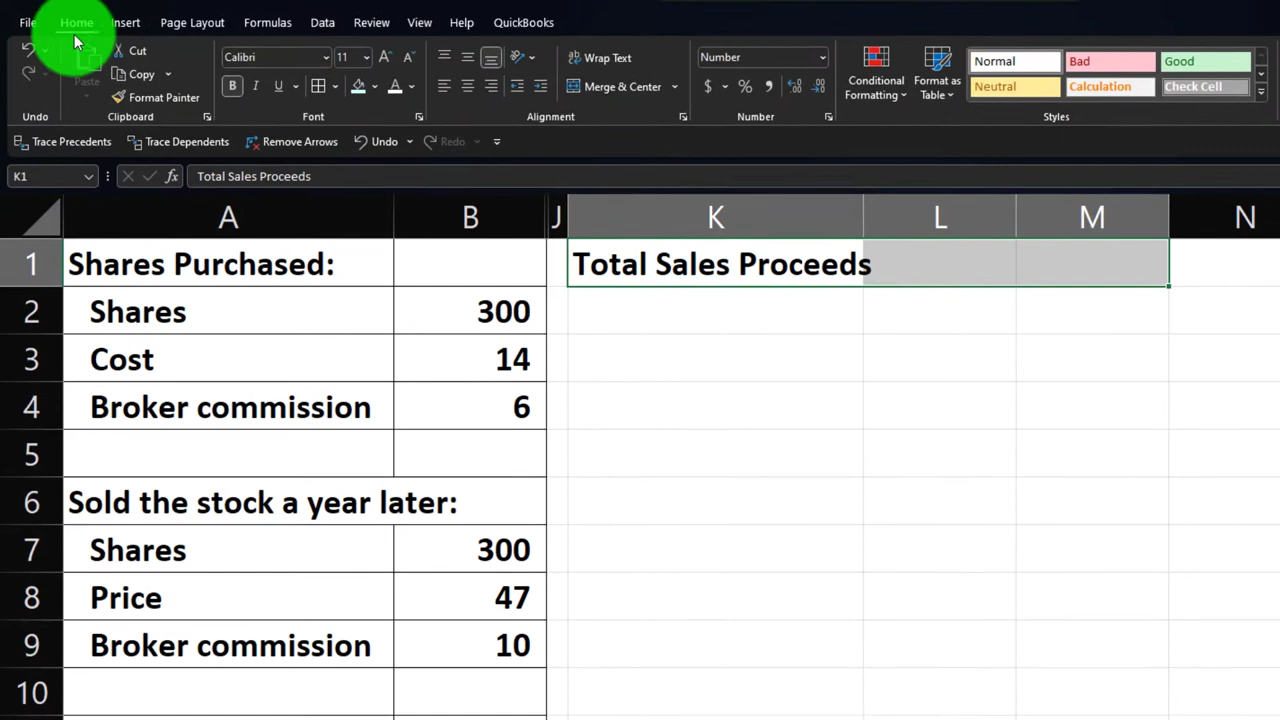 File Home Insert Page Layout Formulas Data Review View Help QuickBooks
Cut Calibri 11 Wrap Text Number Normal Bad Good
Paste Copy B I U Merge & Center $ % Conditional Formatting Format as Table Neutral Calculation Check Cell
Format Painter
Undo Clipboard Font Alignment Number Styles
Trace Precedents Trace Dependents Remove Arrows Undo Redo
K1 fx Total Sales Proceeds
A B J K L M N
1 Shares Purchased: Total Sales Proceeds
2 Shares 300
3 Cost 14
4 Broker commission 6
5
6 Sold the stock a year later:
7 Shares 300
8 Price 47
9 Broker commission 10
10